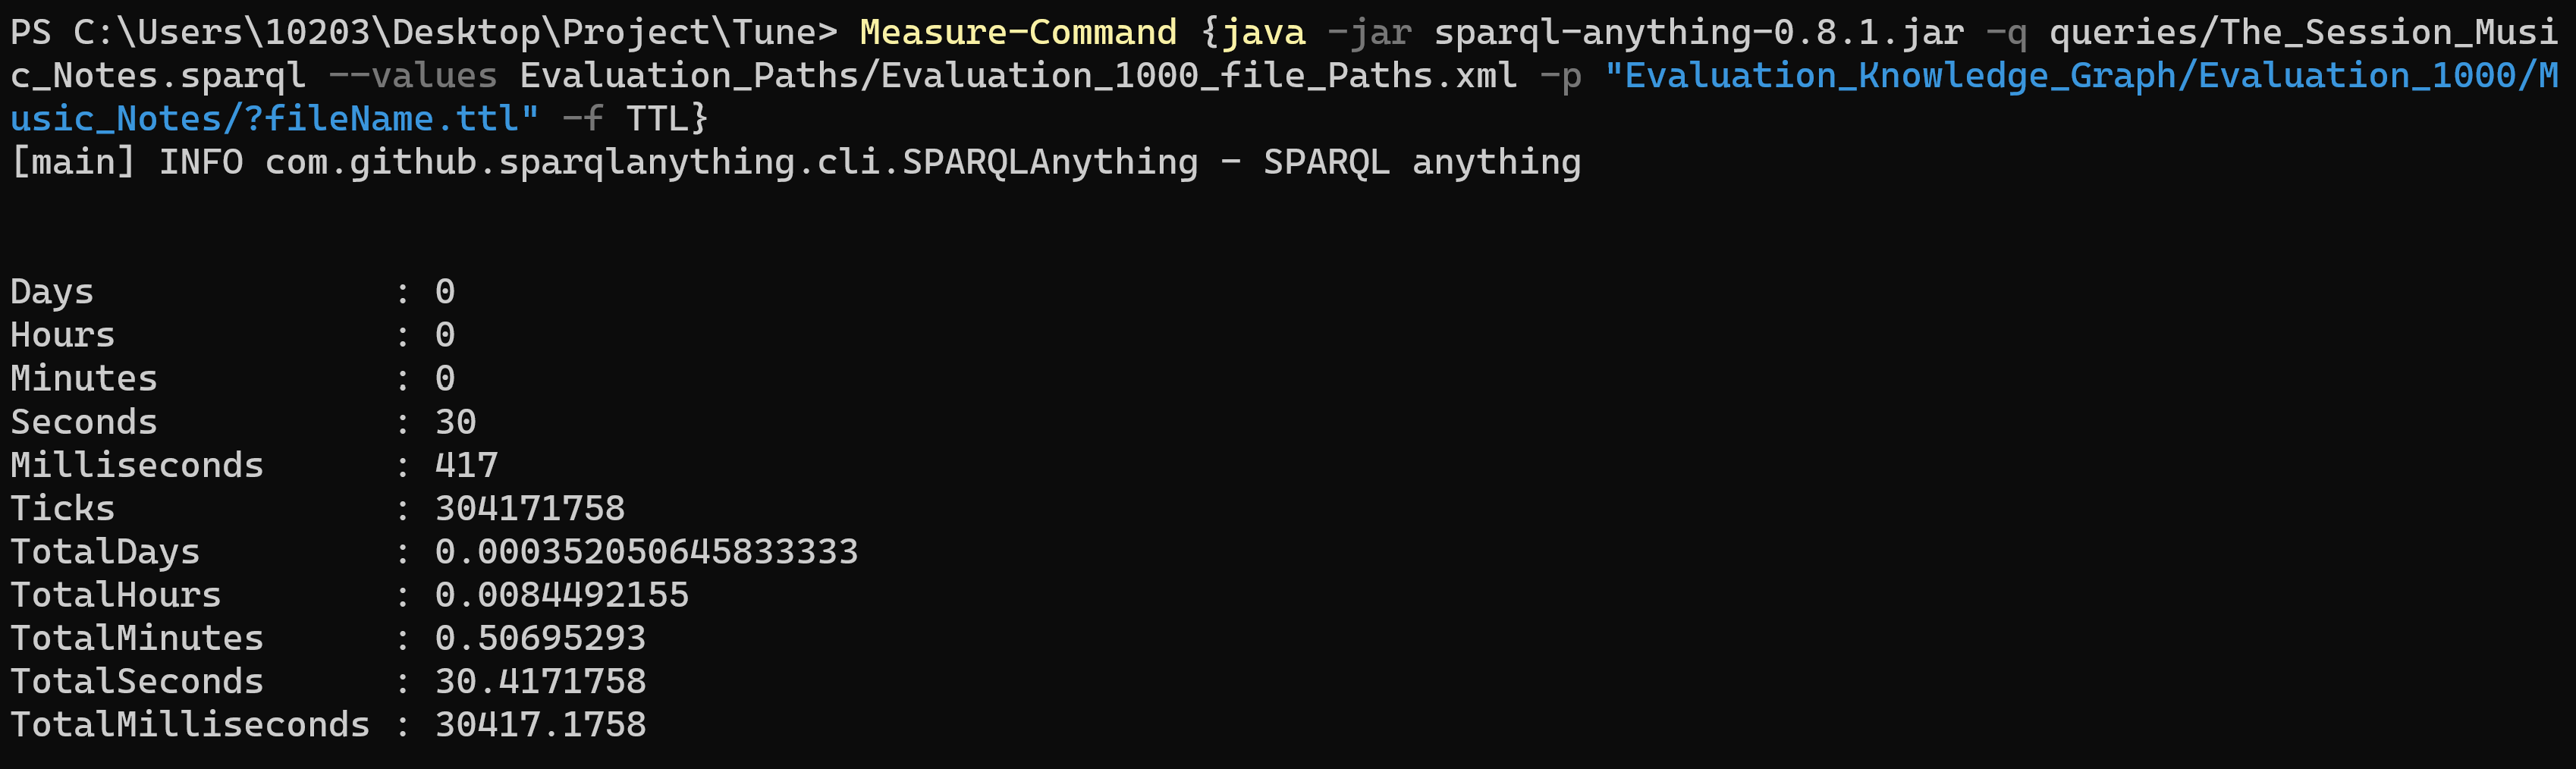 PS C:\Users\10203\Desktop\Project\Tune> Measure-Command {java -jar sparql-anything-0.8.1.jar -q queries/The_Session_Musi
c_Notes.sparql --values Evaluation_Paths/Evaluation_1000_file_Paths.xml -p "Evaluation_Knowledge_Graph/Evaluation_1000/M
usic_Notes/?fileName.ttl" -f TTL}
[main] INFO com.github.sparqlanything.cli.SPARQLAnything - SPARQL anything
Days              : 0
Hours             : 0
Minutes           : 0
Seconds           : 30
Milliseconds      : 417
Ticks             : 304171758
TotalDays         : 0.000352050645833333
TotalHours        : 0.0084492155
TotalMinutes      : 0.50695293
TotalSeconds      : 30.4171758
TotalMilliseconds : 30417.1758